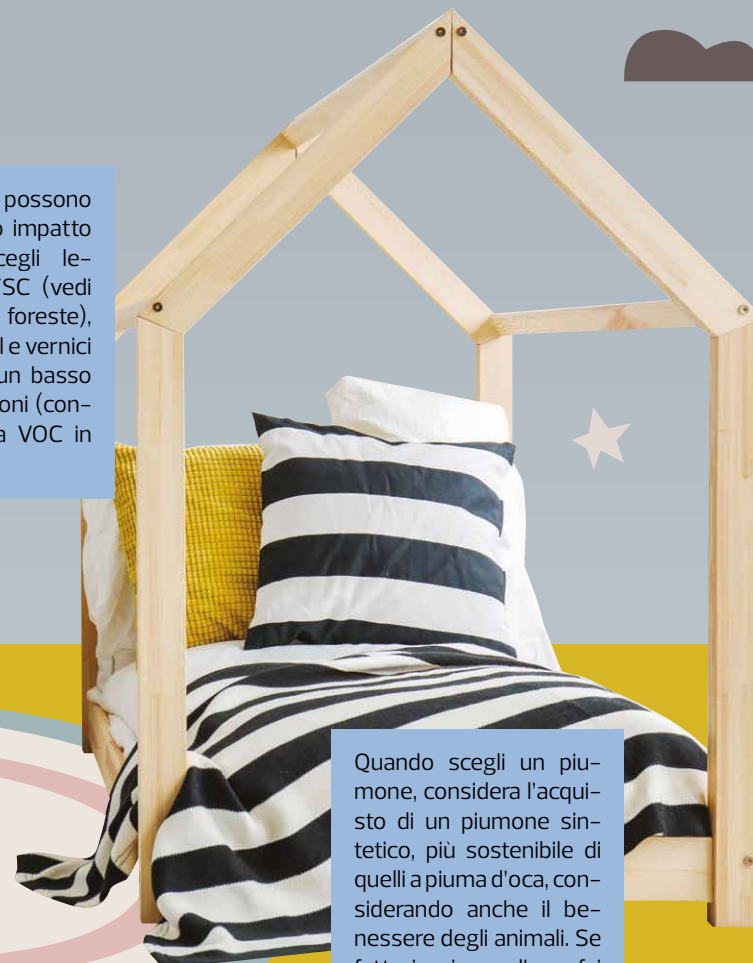 possono
impatto
cegli le-
FSC (vedi
foreste),
l e vernici
un basso
oni (con-
a VOC in
Quando scegli un piu-
mone, considera l'acqui-
sto di un piumone sin-
tetico, più sostenibile di
quelli a piuma d'oca, con-
siderando anche il be-
nessere degli animali. Se